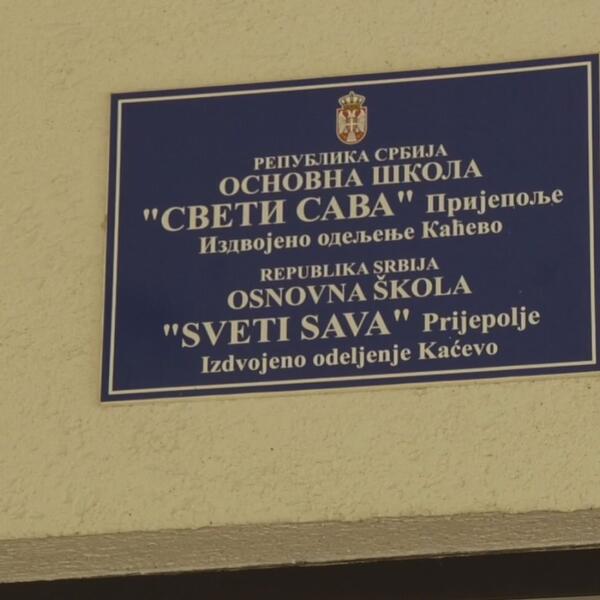 РЕПУБЛИКА СРБИЈА
ОСНОВНА ШКОЛА
"СВЕТИ САВА" Пријепоље
Издвојено одељење Каћево
REPUBLIKA SRBIJA
OSNOVNA ŠKOLA
"SVETI SAVA" Prijepolje
Izdvojeno odeljenje Kaćevo